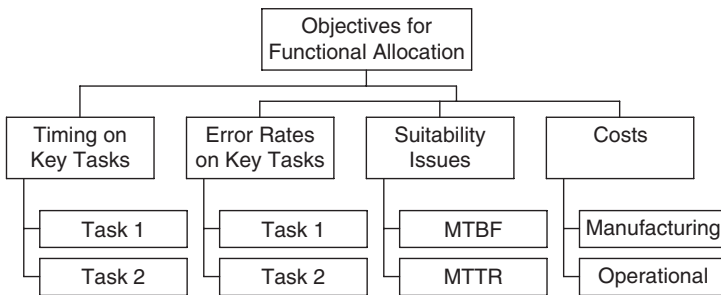 Objectives for
Functional Allocation
Timing on
Key Tasks
Error Rates
on Key Tasks
Suitability
Issues
Costs
Task 1
Task 1
MTBF
Manufacturing
Task 2
Task 2
MTTR
Operational